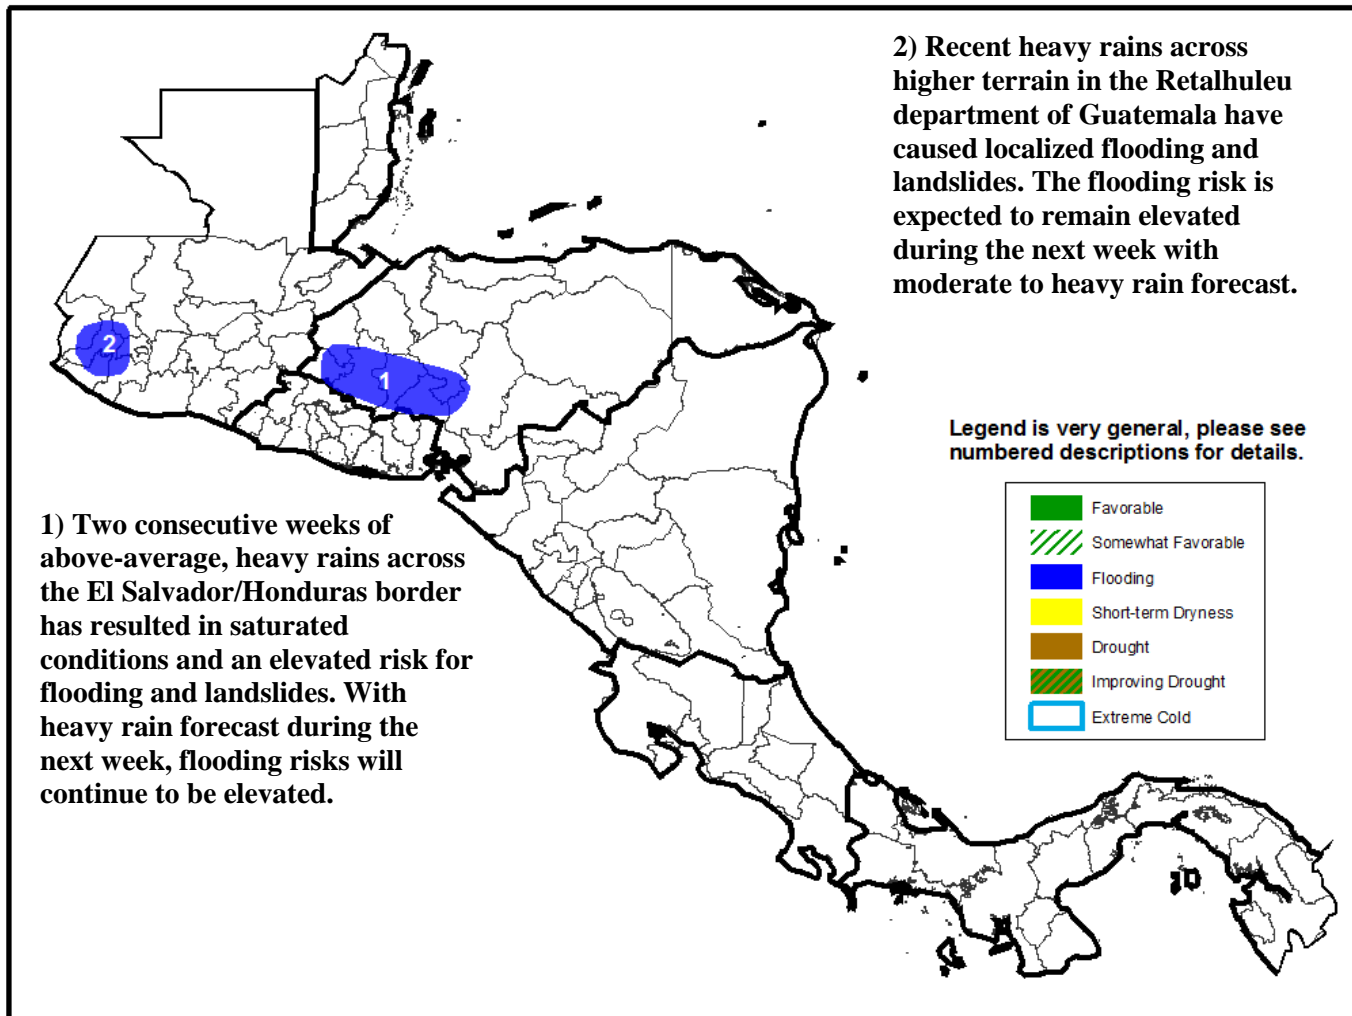 2) Recent heavy rains across
higher terrain in the Retalhuleu
department of Guatemala have
caused localized flooding and
landslides. The flooding risk is
expected to remain elevated
during the next week with
moderate to heavy rain forecast.
2
1
Legend is very general, please see
numbered descriptions for details.
Favorable
Somewhat Favorable
Flooding
Short-term Dryness
Drought
Improving Drought
Extreme Cold
1) Two consecutive weeks of
above-average, heavy rains across
the El Salvador/Honduras border
has resulted in saturated
conditions and an elevated risk for
flooding and landslides. With
heavy rain forecast during the
next week, flooding risks will
continue to be elevated.